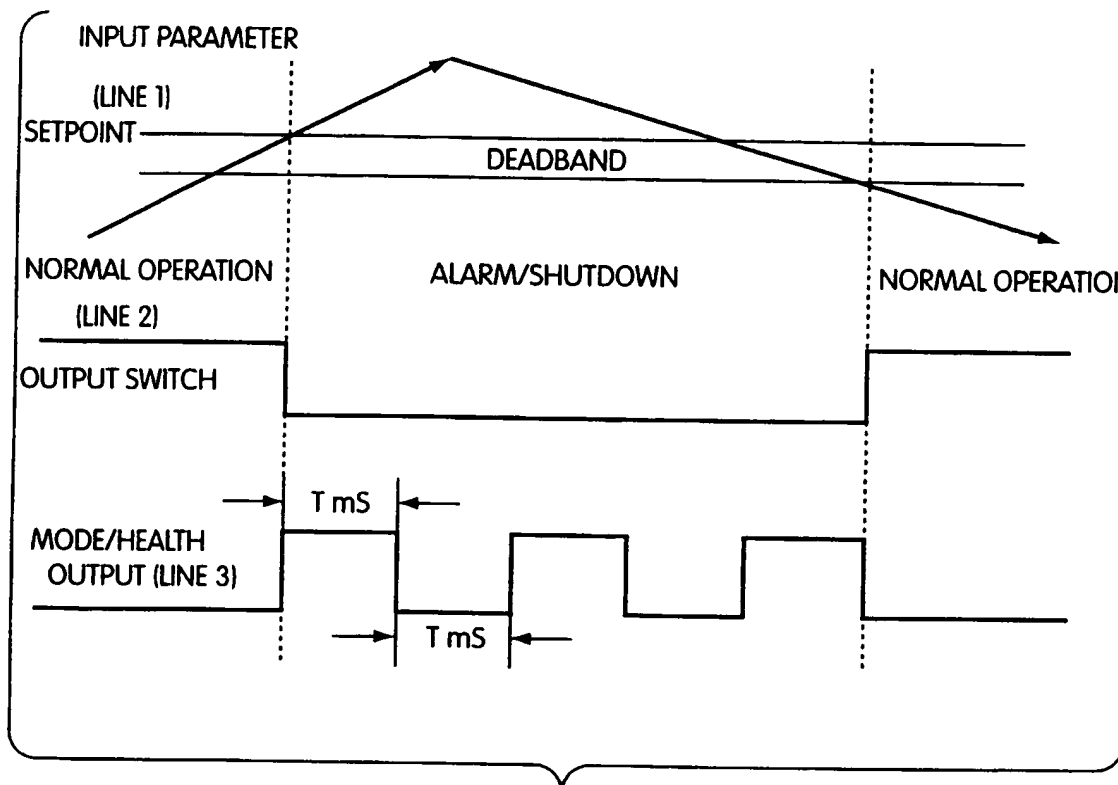 INPUT PARAMETER
(LINE 1)
SETPOINT
DEADBAND
NORMAL OPERATION
ALARM/SHUTDOWN
NORMAL OPERATION
(LINE 2)
OUTPUT SWITCH
T mS
MODE/HEALTH
OUTPUT (LINE 3)
T mS